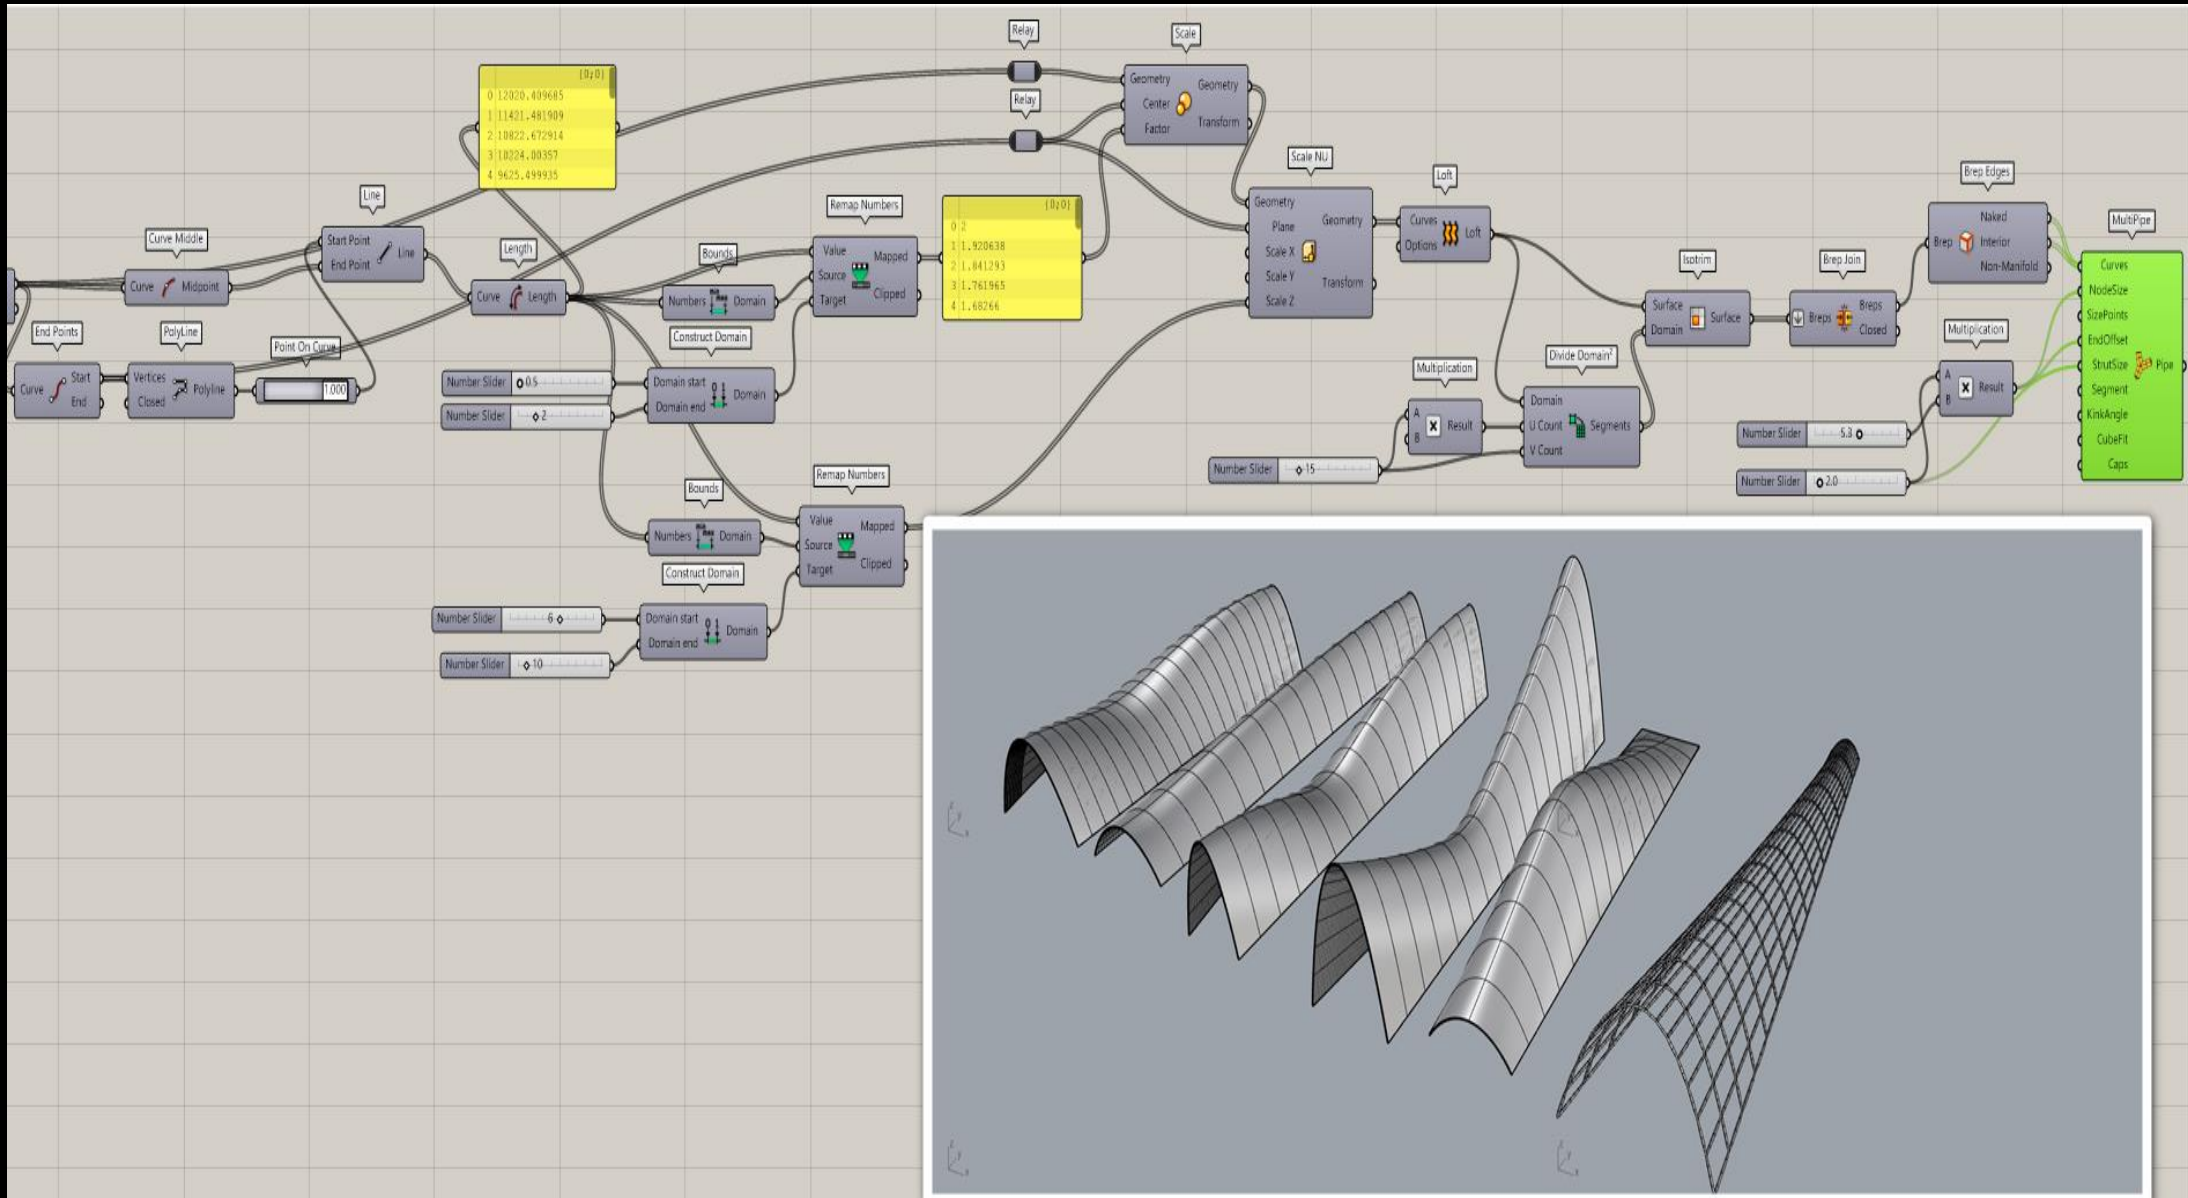 Curve Middle
Curve Midpoint
End Points
Curve Start
End
PolyLine
Vertices Polyline
Closed
Point On Curve
1.000
Line
Start Point Line
End Point
{0;0}
0 12020.409685
1 11421.481909
2 10822.672914
3 10224.00357
4 9625.499935
Length
Curve Length
Bounds
Numbers Domain
Construct Domain
Number Slider 0.5
Number Slider 2
Domain start Domain
Domain end
Remap Numbers
Value Mapped
Source
Target Clipped
{0;0}
0 2
1 1.920638
2 1.841293
3 1.761965
4 1.68266
Bounds
Numbers Domain
Construct Domain
Number Slider 6
Number Slider 10
Domain start Domain
Domain end
Remap Numbers
Value Mapped
Source
Target Clipped
Relay
Relay
Scale
Geometry Geometry
Center
Factor Transform
Scale NU
Geometry
Plane Geometry
Scale X
Scale Y Transform
Scale Z
Loft
Curves Loft
Options
Multiplication
A Result
B
Number Slider 15
Divide Domain²
Domain
U Count Segments
V Count
Isotrim
Surface Surface
Domain
Brep Join
Breps Breps
Closed
Brep Edges
Naked
Brep Interior
Non-Manifold
Multiplication
A Result
B
Number Slider 5.3
Number Slider 2.0
MultiPipe
Curves
NodeSize
SizePoints
EndOffset
StrutSize Pipe
Segment
KinkAngle
CubeFit
Caps